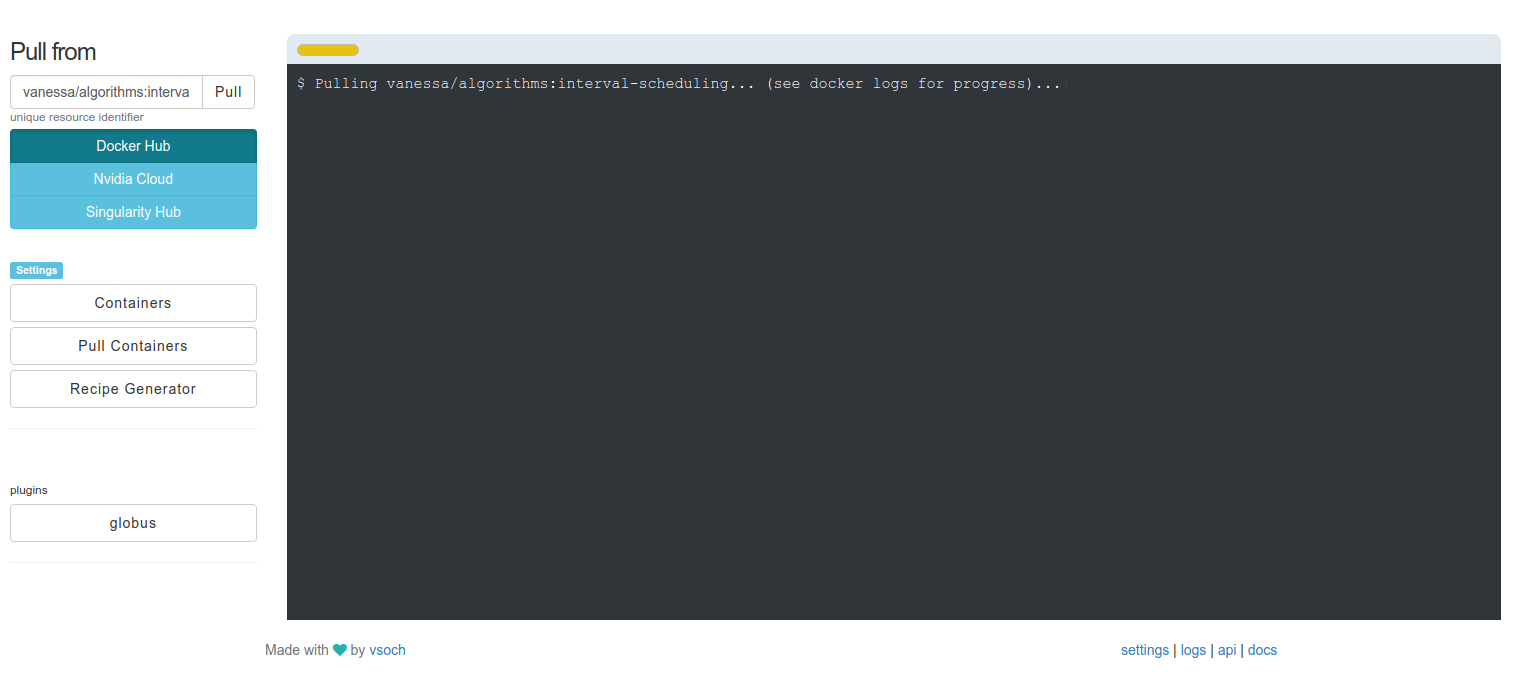 Pull from
vanessa/algorithms:interva Pull
unique resource identifier
Docker Hub
Nvidia Cloud
Singularity Hub
Settings
Containers
Pull Containers
Recipe Generator
plugins
globus
$ Pulling vanessa/algorithms:interval-scheduling... (see docker logs for progress)...
Made with by vsoch
settings | logs | api | docs